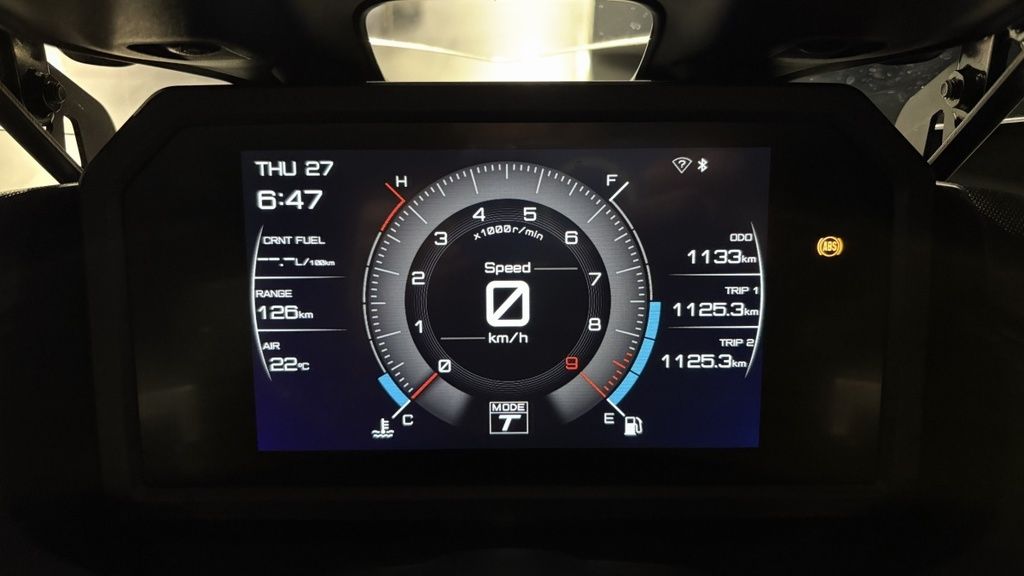 THU 27
6:47
CRNT FUEL
--.-L/100km
RANGE
126km
AIR
22°C
H
F
0
1
2
3
4
5
6
7
8
9
x1000r/min
Speed
0
km/h
C
E
MODE
T
?
ODO
1133km
TRIP 1
1125.3km
TRIP 2
1125.3km
ABS